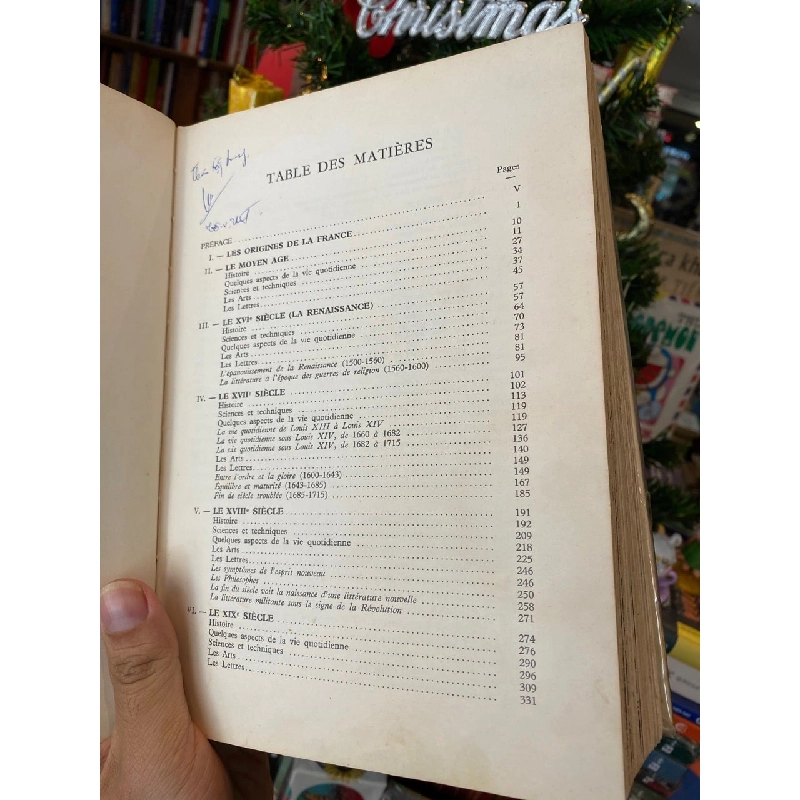 Christmas
TABLE DES MATIÈRES
Pages
PRÉFACE ........ V
I. — LES ORIGINES DE LA FRANCE ........ 1
II. — LE MOYEN AGE ........ 10
Histoire ........ 11
Quelques aspects de la vie quotidienne ........ 27
Sciences et techniques ........ 34
Les Arts ........ 37
Les Lettres ........ 45
III. — LE XVIe SIÈCLE (LA RENAISSANCE) ........ 57
Histoire ........ 57
Sciences et techniques ........ 64
Quelques aspects de la vie quotidienne ........ 70
Les Arts ........ 73
Les Lettres ........ 81
L'épanouissement de la Renaissance (1500-1560) ........ 81
La littérature à l'époque des guerres de religion (1560-1600) ........ 95
IV. — LE XVIIe SIÈCLE ........ 101
Histoire ........ 102
Sciences et techniques ........ 113
Quelques aspects de la vie quotidienne ........ 119
La vie quotidienne de Louis XIII à Louis XIV ........ 119
La vie quotidienne sous Louis XIV, de 1660 à 1682 ........ 127
La vie quotidienne sous Louis XIV, de 1682 à 1715 ........ 136
Les Arts ........ 140
Les Lettres ........ 149
Entre l'ordre et la gloire (1600-1643) ........ 149
Equilibre et maturité (1643-1685) ........ 167
Fin de siècle troublée (1685-1715) ........ 185
V. — LE XVIIIe SIÈCLE ........ 191
Histoire ........ 192
Sciences et techniques ........ 209
Quelques aspects de la vie quotidienne ........ 218
Les Arts ........ 225
Les Lettres ........ 246
Les symptômes de l'esprit nouveau ........ 246
Les Philosophes ........ 250
La fin du siècle voit la naissance d'une littérature nouvelle ........ 258
La littérature militante sous le signe de la Révolution ........ 271
VI. — LE XIXe SIÈCLE ........ 274
Histoire ........ 276
Quelques aspects de la vie quotidienne ........ 290
Sciences et techniques ........ 296
Les Arts ........ 309
Les Lettres ........ 331